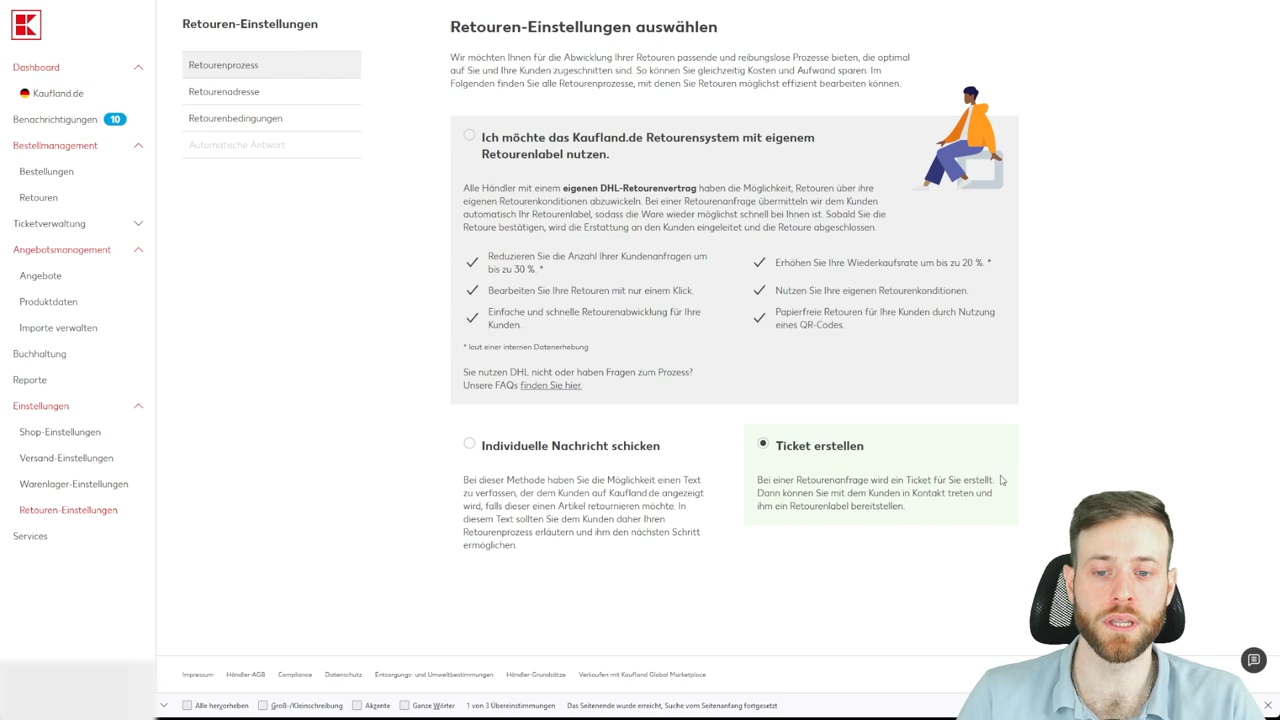 Dashboard
Kaufland.de
Benachrichtigungen 10
Bestellmanagement
Bestellungen
Retouren
Ticketverwaltung
Angebotsmanagement
Angebote
Produktdaten
Importe verwalten
Buchhaltung
Reporte
Einstellungen
Shop-Einstellungen
Versand-Einstellungen
Warenlager-Einstellungen
Retouren-Einstellungen
Services
Retouren-Einstellungen
Retourenprozess
Retourenadresse
Retourenbedingungen
Automatische Antwort
Retouren-Einstellungen auswählen
Wir möchten Ihnen für die Abwicklung Ihrer Retouren passende und reibungslose Prozesse bieten, die optimal
auf Sie und Ihre Kunden zugeschnitten sind. So können Sie gleichzeitig Kosten und Aufwand sparen. Im
Folgenden finden Sie alle Retourenprozesse, mit denen Sie Retouren möglichst effizient bearbeiten können.
Ich möchte das Kaufland.de Retourensystem mit eigenem
Retourenlabel nutzen.
Alle Händler mit einem eigenen DHL-Retourenvertrag haben die Möglichkeit, Retouren über ihre
eigenen Retourenkonditionen abzuwickeln. Bei einer Retourenanfrage übermitteln wir dem Kunden
automatisch Ihr Retourenlabel, sodass die Ware wieder möglichst schnell bei Ihnen ist. Sobald Sie die
Retoure bestätigen, wird die Erstattung an den Kunden eingeleitet und die Retoure abgeschlossen.
Reduzieren Sie die Anzahl Ihrer Kundenanfragen um
bis zu 30 %. *
Bearbeiten Sie Ihre Retouren mit nur einem Klick.
Einfache und schnelle Retourenabwicklung für Ihre
Kunden.
Erhöhen Sie Ihre Wiederkaufsrate um bis zu 20 %. *
Nutzen Sie Ihre eigenen Retourenkonditionen.
Papierfreie Retouren für Ihre Kunden durch Nutzung
eines QR-Codes.
* laut einer internen Datenerhebung
Sie nutzen DHL nicht oder haben Fragen zum Prozess?
Unsere FAQs finden Sie hier.
Individuelle Nachricht schicken
Bei dieser Methode haben Sie die Möglichkeit einen Text
zu verfassen, der dem Kunden auf Kaufland.de angezeigt
wird, falls dieser einen Artikel retournieren möchte. In
diesem Text sollten Sie dem Kunden daher Ihren
Retourenprozess erläutern und ihm den nächsten Schritt
ermöglichen.
Ticket erstellen
Bei einer Retourenanfrage wird ein Ticket für Sie erstellt.
Dann können Sie mit dem Kunden in Kontakt treten und
ihm ein Retourenlabel bereitstellen.
Impressum Händler-AGB Compliance Datenschutz Entsorgungs- und Umweltbestimmungen Händler-Grundsätze Verkaufen mit Kaufland Global Marketplace
Alle hervorheben Groß-/Kleinschreibung Akzente Ganze Wörter 1 von 3 Übereinstimmungen Das Seitenende wurde erreicht, Suche vom Seitenanfang fortgesetzt